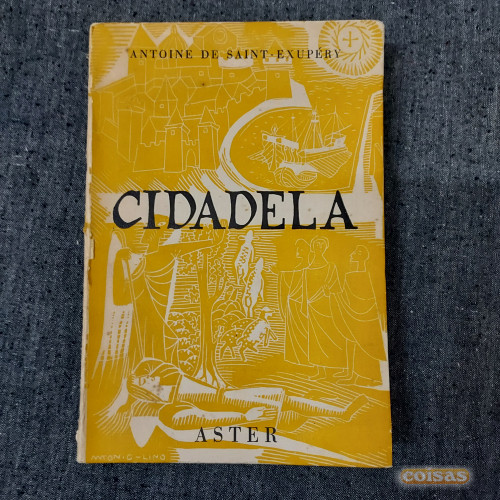 ANTOINE DE SAINT-EXUPÉRY
CIDADELA
ASTER
coisas